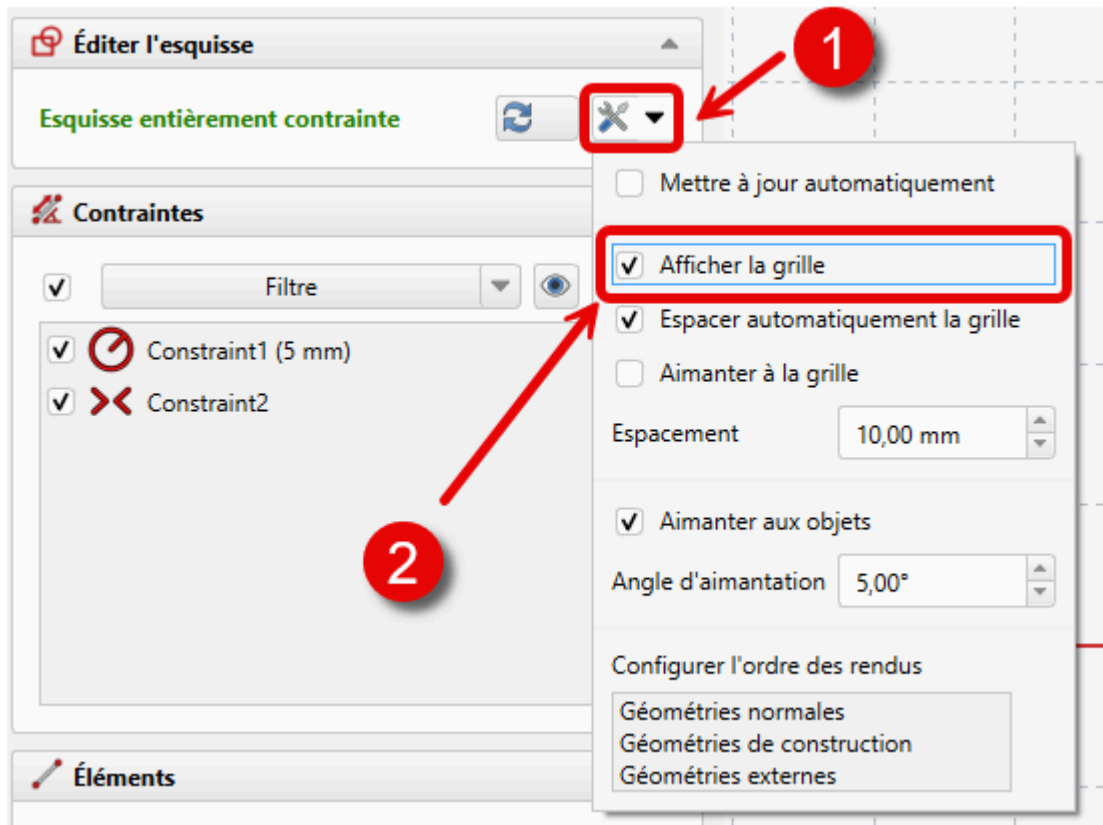 Éditer l'esquisse
1
Esquisse entièrement contrainte
Mettre à jour automatiquement
Contraintes
Afficher la grille
Filtre
Espacer automatiquement la grille
Constraint1 (5 mm)
Aimanter à la grille
Constraint2
Espacement 10,00 mm
Aimanter aux objets
2
Angle d'aimantation 5,00°
Configurer l'ordre des rendus
Géométries normales
Géométries de construction
Géométries externes
Éléments